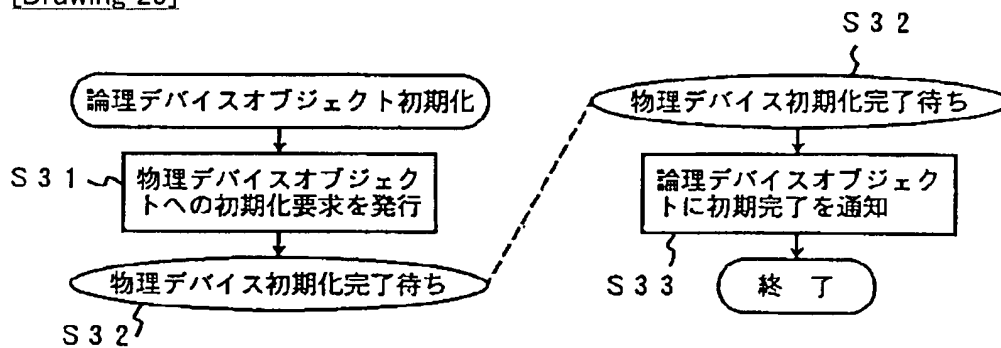 論理デバイスオブジェクト初期化
S31
物理デバイスオブジェク
トへの初期化要求を発行
物理デバイス初期化完了待ち
S32
S32
物理デバイス初期化完了待ち
論理デバイスオブジェクト
に初期完了を通知
S33
終 了